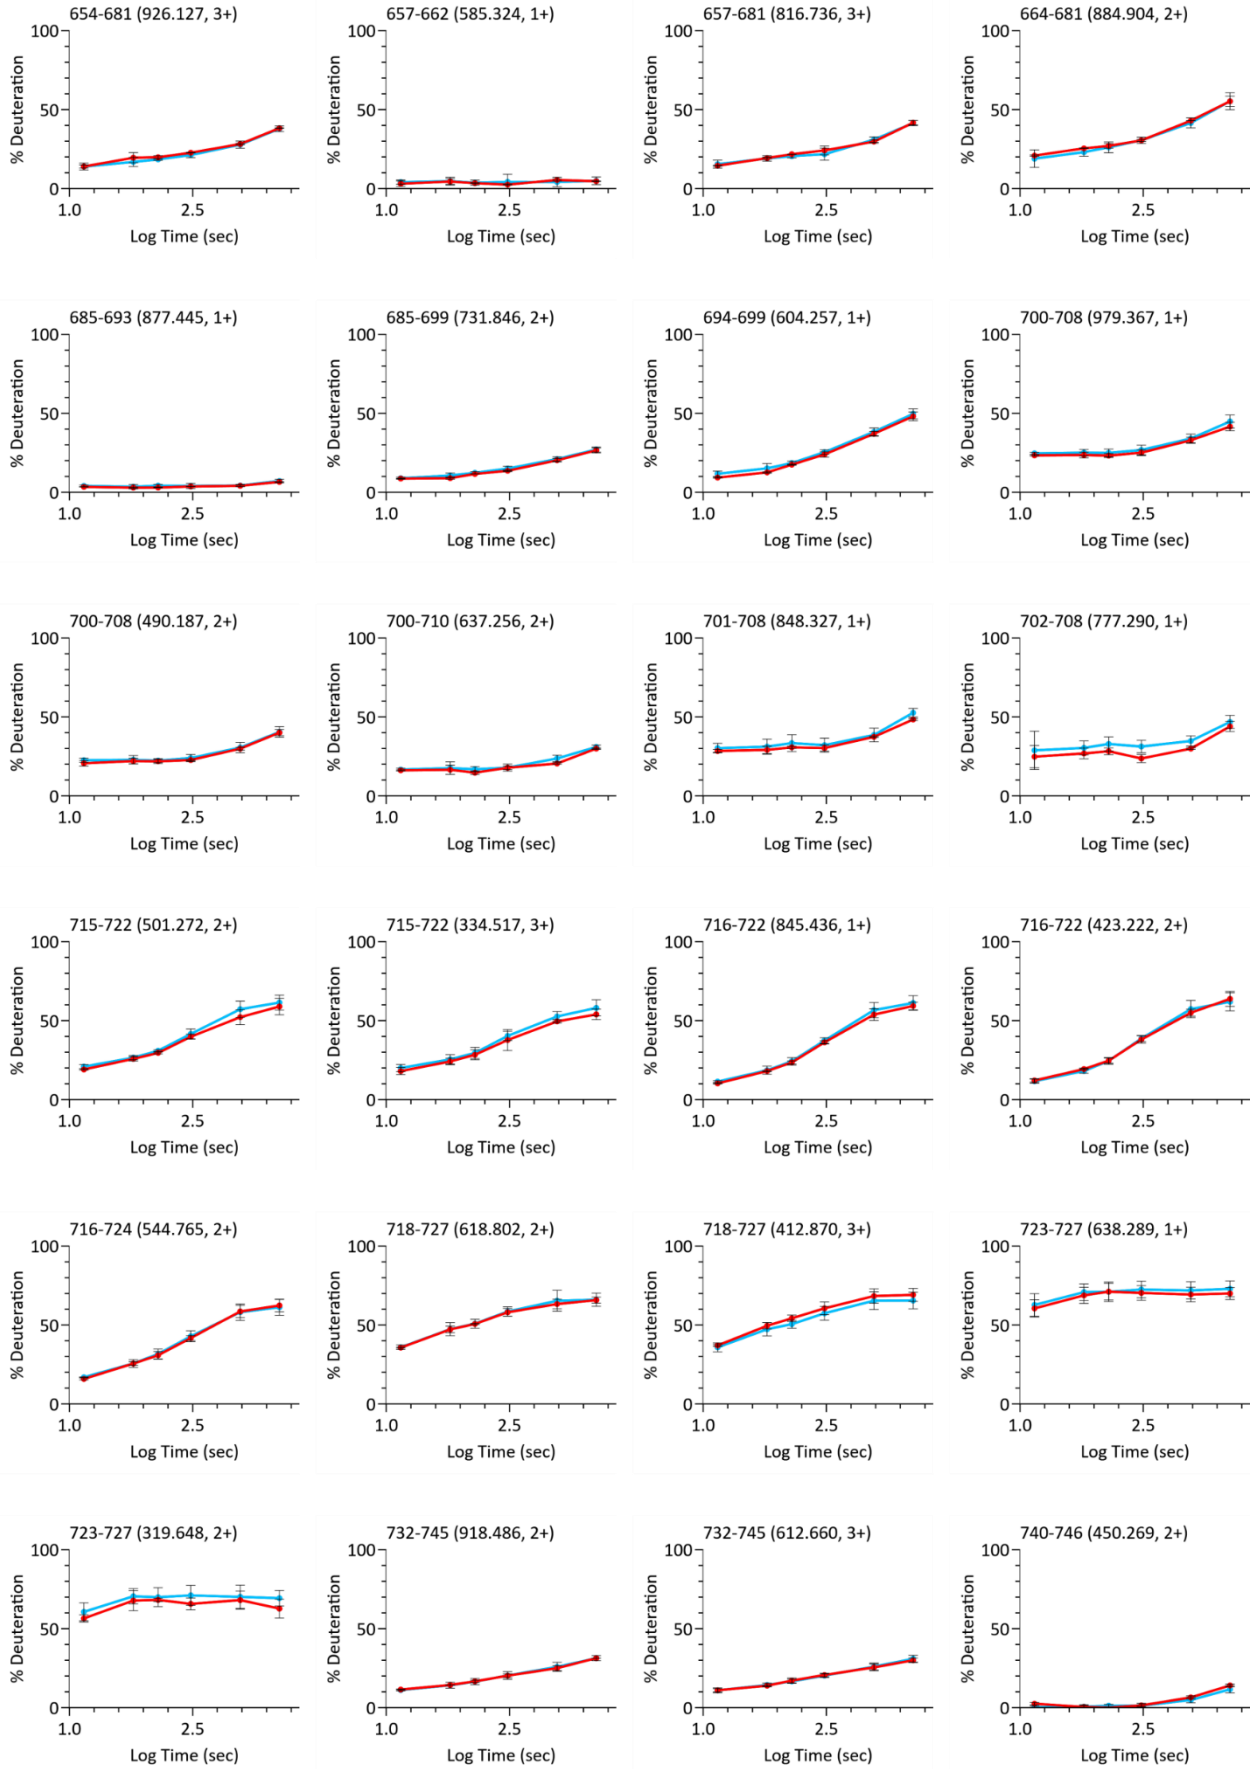 654-681 (926.127, 3+)
100
50
0
% Deuteration
1.0
2.5
Log Time (sec)
657-662 (585.324, 1+)
100
50
0
% Deuteration
1.0
2.5
Log Time (sec)
657-681 (816.736, 3+)
100
50
0
% Deuteration
1.0
2.5
Log Time (sec)
664-681 (884.904, 2+)
100
50
0
% Deuteration
1.0
2.5
Log Time (sec)
685-693 (877.445, 1+)
100
50
0
% Deuteration
1.0
2.5
Log Time (sec)
685-699 (731.846, 2+)
100
50
0
% Deuteration
1.0
2.5
Log Time (sec)
694-699 (604.257, 1+)
100
50
0
% Deuteration
1.0
2.5
Log Time (sec)
700-708 (979.367, 1+)
100
50
0
% Deuteration
1.0
2.5
Log Time (sec)
700-708 (490.187, 2+)
100
50
0
% Deuteration
1.0
2.5
Log Time (sec)
700-710 (637.256, 2+)
100
50
0
% Deuteration
1.0
2.5
Log Time (sec)
701-708 (848.327, 1+)
100
50
0
% Deuteration
1.0
2.5
Log Time (sec)
702-708 (777.290, 1+)
100
50
0
% Deuteration
1.0
2.5
Log Time (sec)
715-722 (501.272, 2+)
100
50
0
% Deuteration
1.0
2.5
Log Time (sec)
715-722 (334.517, 3+)
100
50
0
% Deuteration
1.0
2.5
Log Time (sec)
716-722 (845.436, 1+)
100
50
0
% Deuteration
1.0
2.5
Log Time (sec)
716-722 (423.222, 2+)
100
50
0
% Deuteration
1.0
2.5
Log Time (sec)
716-724 (544.765, 2+)
100
50
0
% Deuteration
1.0
2.5
Log Time (sec)
718-727 (618.802, 2+)
100
50
0
% Deuteration
1.0
2.5
Log Time (sec)
718-727 (412.870, 3+)
100
50
0
% Deuteration
1.0
2.5
Log Time (sec)
723-727 (638.289, 1+)
100
50
0
% Deuteration
1.0
2.5
Log Time (sec)
723-727 (319.648, 2+)
100
50
0
% Deuteration
1.0
2.5
Log Time (sec)
732-745 (918.486, 2+)
100
50
0
% Deuteration
1.0
2.5
Log Time (sec)
732-745 (612.660, 3+)
100
50
0
% Deuteration
1.0
2.5
Log Time (sec)
740-746 (450.269, 2+)
100
50
0
% Deuteration
1.0
2.5
Log Time (sec)